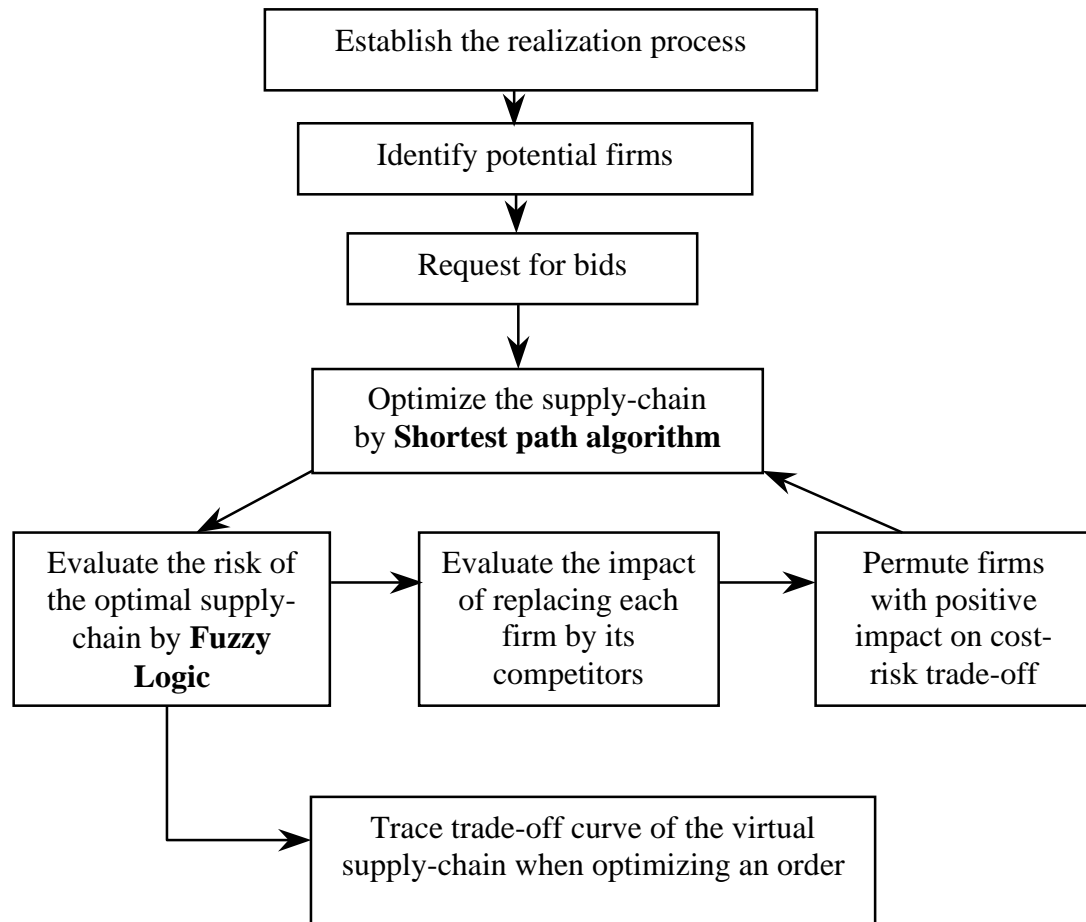 Establish the realization process
Identify potential firms
Request for bids
Optimize the supply-chain
by Shortest path algorithm
Evaluate the risk of
the optimal supply-
chain by Fuzzy
Logic
Evaluate the impact
of replacing each
firm by its
competitors
Permute firms
with positive
impact on cost-
risk trade-off
Trace trade-off curve of the virtual
supply-chain when optimizing an order